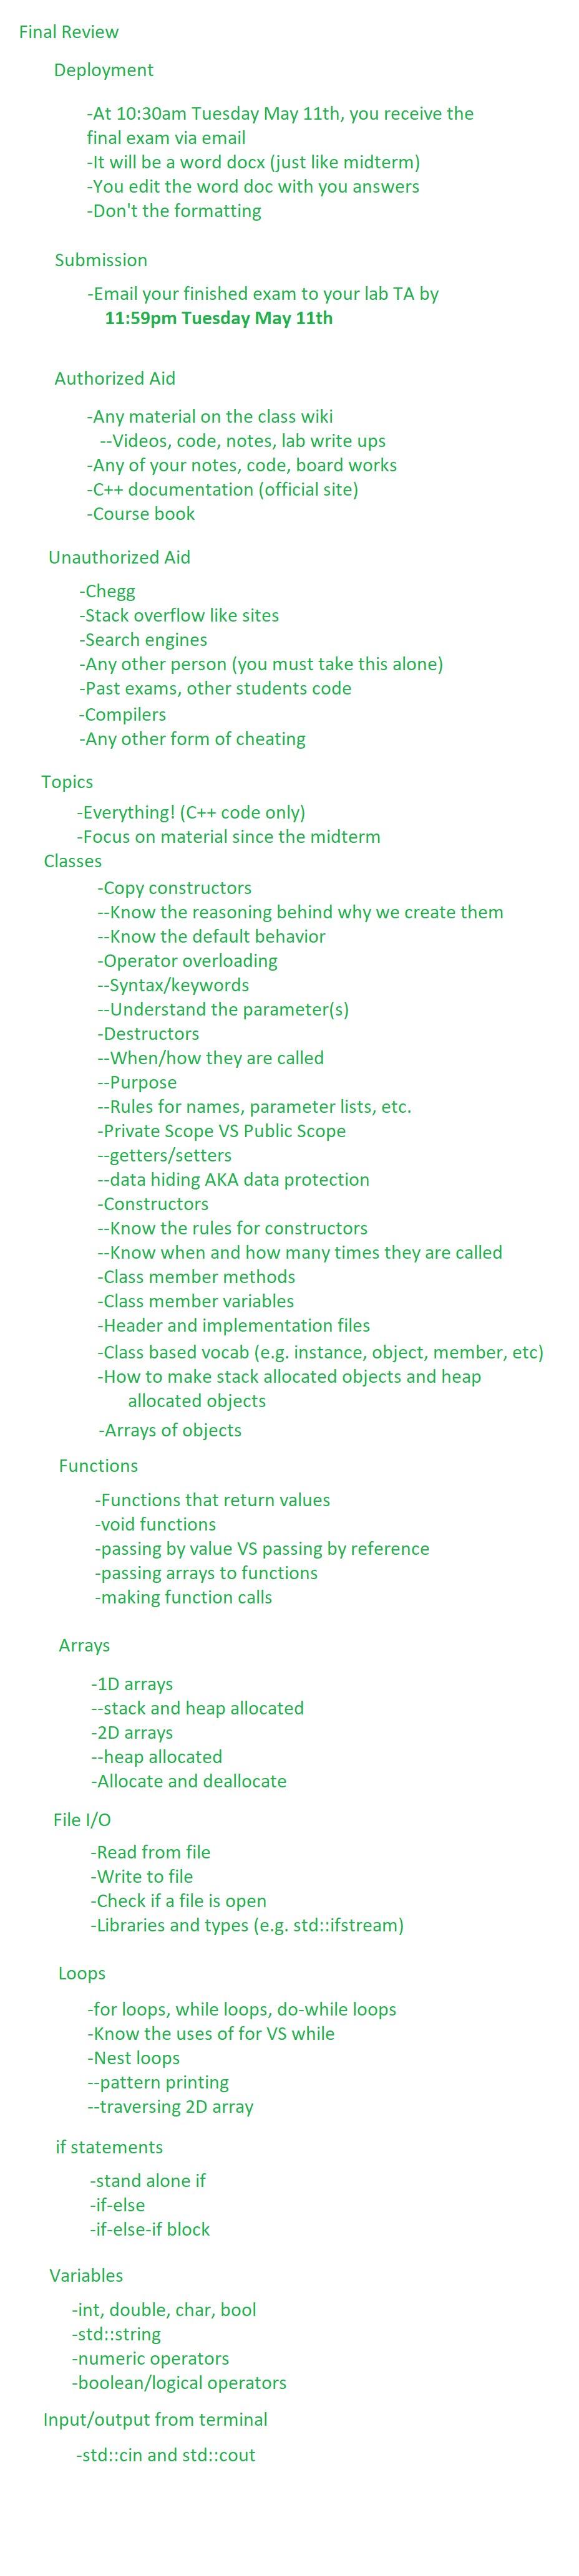 Final Review
Deployment
-At 10:30am Tuesday May 11th, you receive the
final exam via email
-It will be a word docx (just like midterm)
-You edit the word doc with you answers
-Don't the formatting
Submission
-Email your finished exam to your lab TA by
11:59pm Tuesday May 11th
Authorized Aid
-Any material on the class wiki
--Videos, code, notes, lab write ups
-Any of your notes, code, board works
-C++ documentation (official site)
-Course book
Unauthorized Aid
-Chegg
-Stack overflow like sites
-Search engines
-Any other person (you must take this alone)
-Past exams, other students code
-Compilers
-Any other form of cheating
Topics
-Everything! (C++ code only)
-Focus on material since the midterm
Classes
-Copy constructors
--Know the reasoning behind why we create them
--Know the default behavior
-Operator overloading
--Syntax/keywords
--Understand the parameter(s)
-Destructors
--When/how they are called
--Purpose
--Rules for names, parameter lists, etc.
-Private Scope VS Public Scope
--getters/setters
--data hiding AKA data protection
-Constructors
--Know the rules for constructors
--Know when and how many times they are called
-Class member methods
-Class member variables
-Header and implementation files
-Class based vocab (e.g. instance, object, member, etc)
-How to make stack allocated objects and heap
allocated objects
-Arrays of objects
Functions
-Functions that return values
-void functions
-passing by value VS passing by reference
-passing arrays to functions
-making function calls
Arrays
-1D arrays
--stack and heap allocated
-2D arrays
--heap allocated
-Allocate and deallocate
File I/O
-Read from file
-Write to file
-Check if a file is open
-Libraries and types (e.g. std::ifstream)
Loops
-for loops, while loops, do-while loops
-Know the uses of for VS while
-Nest loops
--pattern printing
--traversing 2D array
if statements
-stand alone if
-if-else
-if-else-if block
Variables
-int, double, char, bool
-std::string
-numeric operators
-boolean/logical operators
Input/output from terminal
-std::cin and std::cout